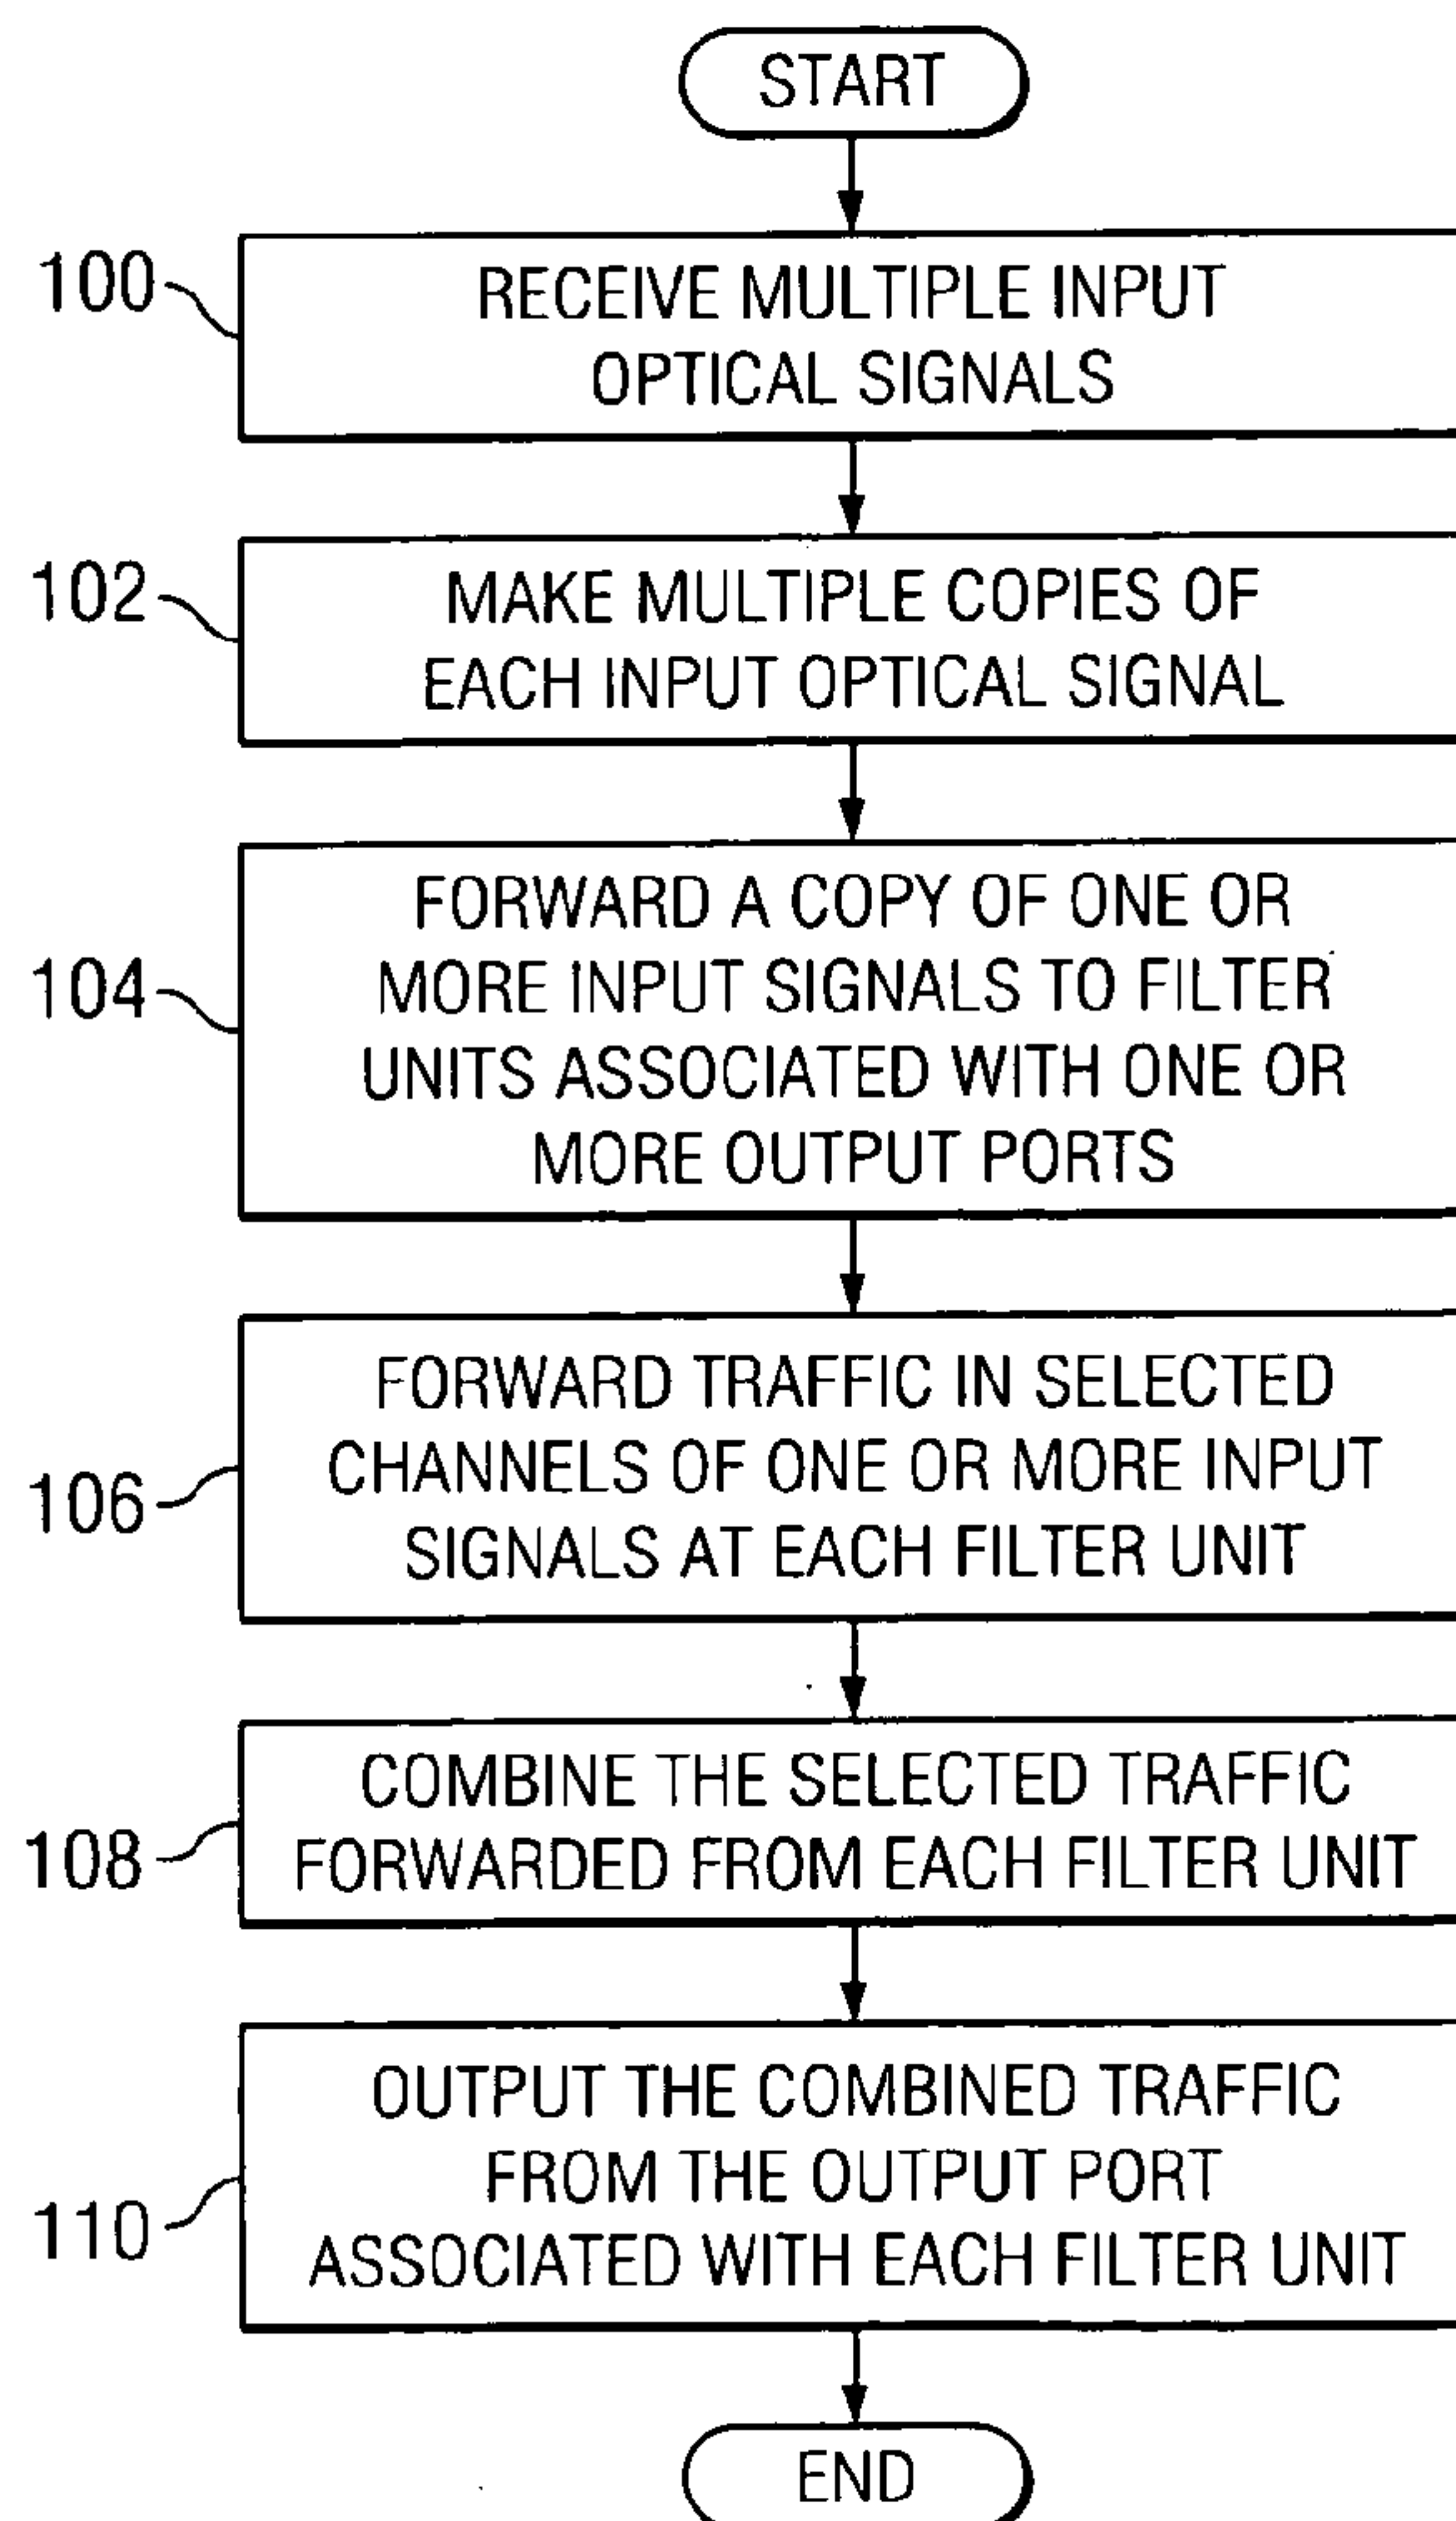 START
100
RECEIVE MULTIPLE INPUT
OPTICAL SIGNALS
102
MAKE MULTIPLE COPIES OF
EACH INPUT OPTICAL SIGNAL
104
FORWARD A COPY OF ONE OR
MORE INPUT SIGNALS TO FILTER
UNITS ASSOCIATED WITH ONE OR
MORE OUTPUT PORTS
106
FORWARD TRAFFIC IN SELECTED
CHANNELS OF ONE OR MORE INPUT
SIGNALS AT EACH FILTER UNIT
108
COMBINE THE SELECTED TRAFFIC
FORWARDED FROM EACH FILTER UNIT
110
OUTPUT THE COMBINED TRAFFIC
FROM THE OUTPUT PORT
ASSOCIATED WITH EACH FILTER UNIT
END